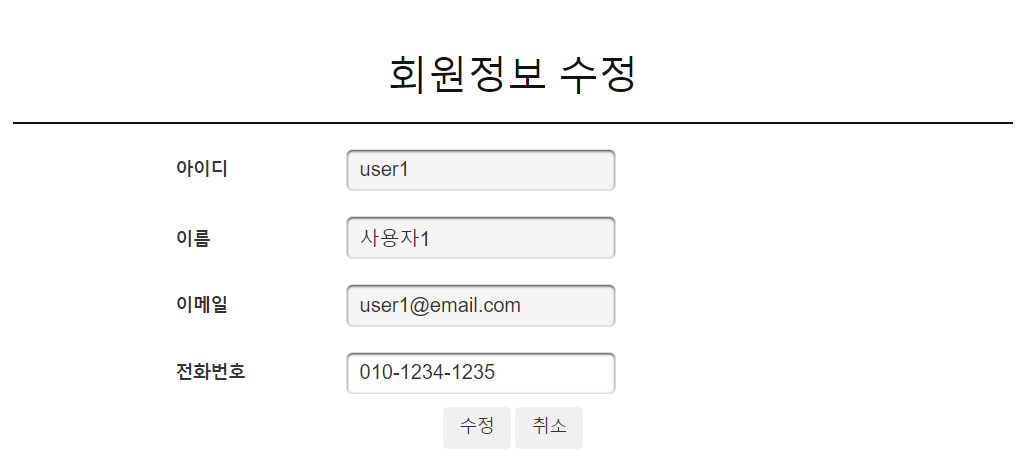 회원정보 수정
아이디 user1
이름 사용자1
이메일 user1@email.com
전화번호 010-1234-1235
수정 취소